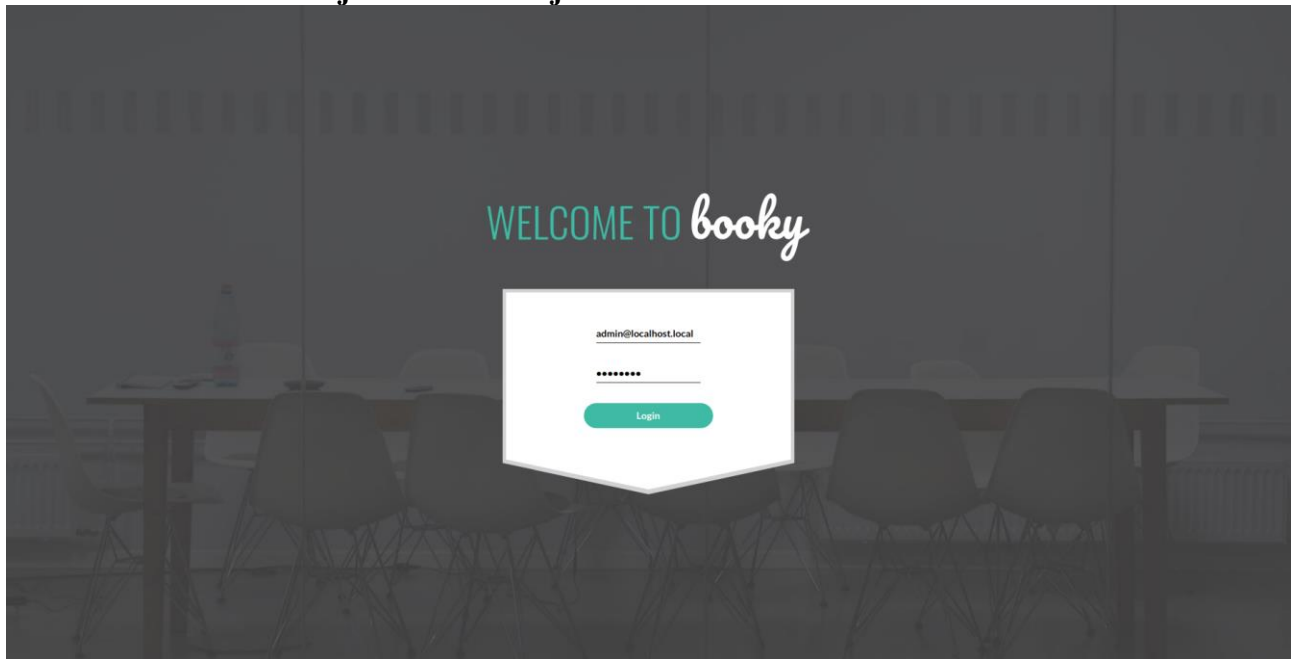 WELCOME TO booky
admin@localhost.local
••••••••
Login